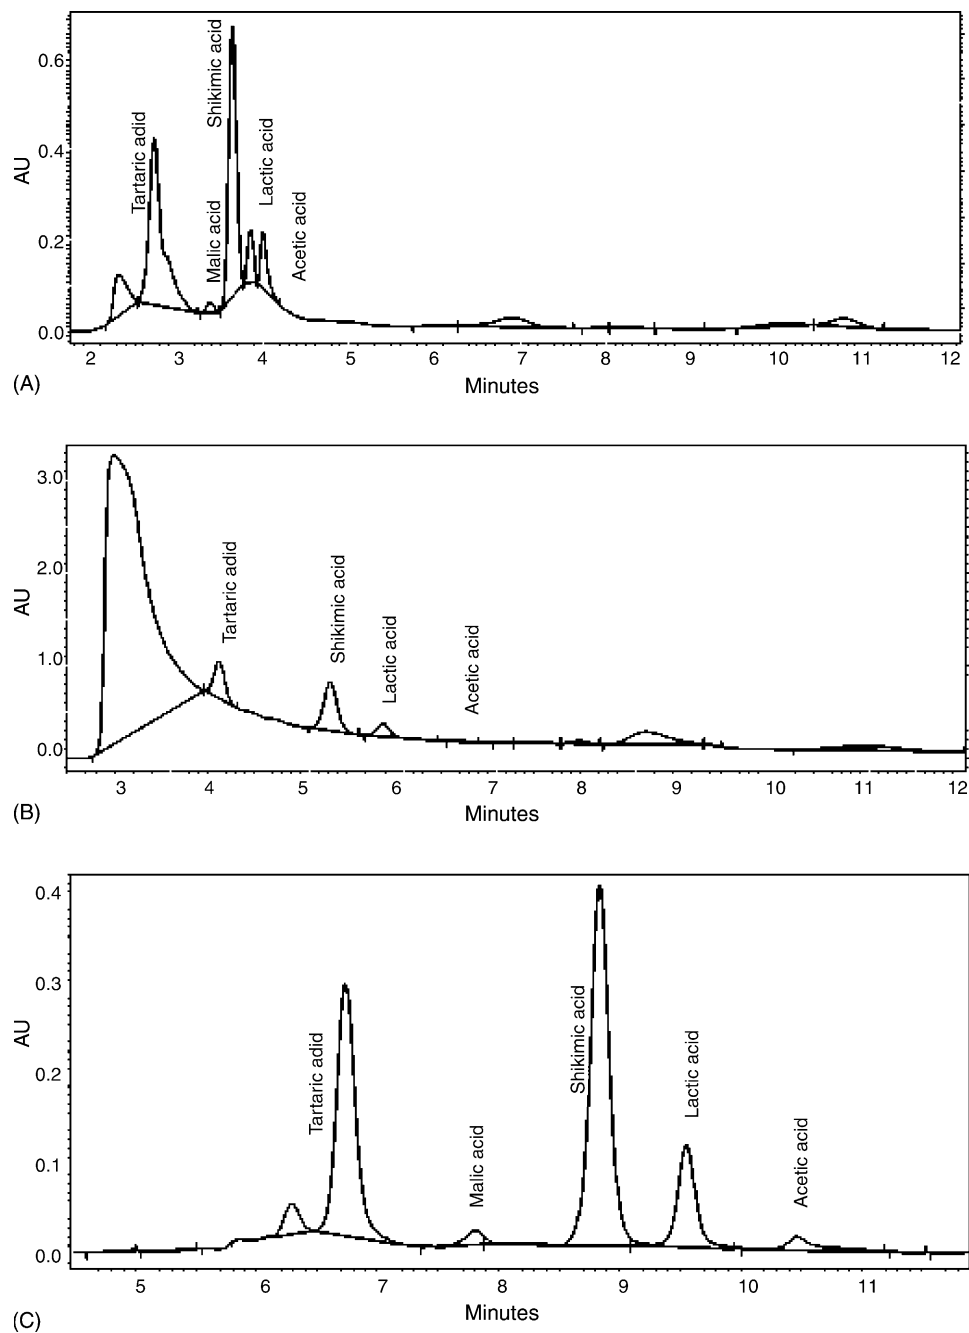 Shikimic acid
0.6
Tartaric adid
Lactic acid
0.4
AU
Malic acid
Acetic acid
0.2
0.0
2 3 4 5 6 7 8 9 10 11 12
(A)
Minutes
3.0
2.0
Tartaric adid
Shikimic acid
AU
Lactic acid
Acetic acid
1.0
0.0
3 4 5 6 7 8 9 10 11 12
(B)
Minutes
0.4
0.3
Shikimic acid
AU
Tartaric adid
Lactic acid
0.2
Malic acid
Acetic acid
0.1
0.0
5 6 7 8 9 10 11
(C)
Minutes